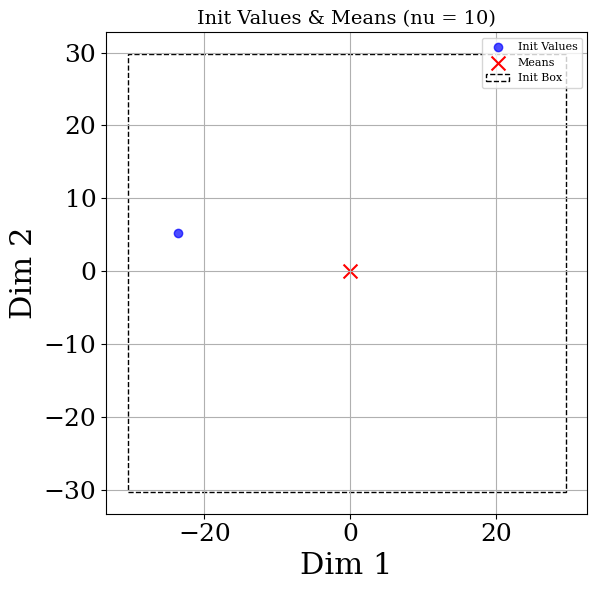 Init Values & Means (nu = 10)
Init Values
Means
Init Box
Dim 2
30
20
10
0
−10
−20
−30
−20
0
20
Dim 1